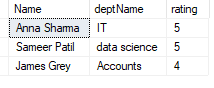 Name deptName rating
Anna Sharma IT 5
Sameer Patil data science 5
James Grey Accounts 4